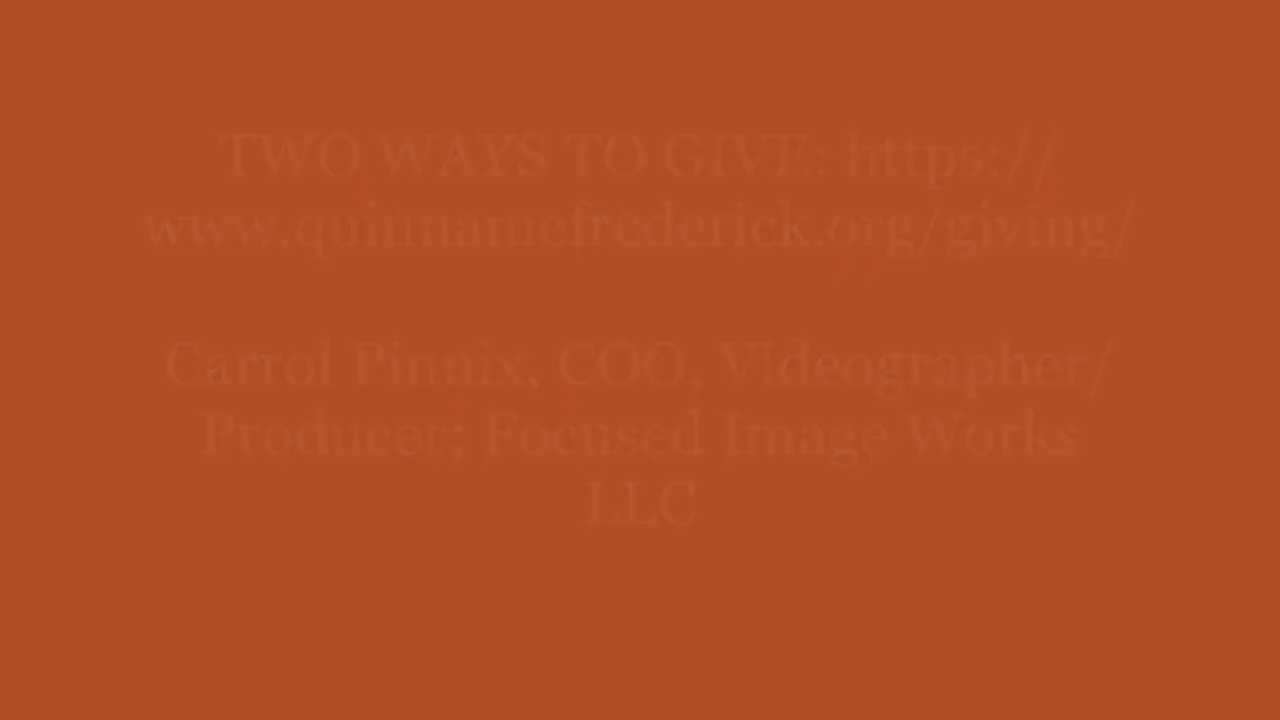 TWO WAYS TO GIVE: https://
www.quinnamefrederick.org/giving/
Carrol Pinnix, COO, Videographer/
Producer; Focused Image Works
LLC